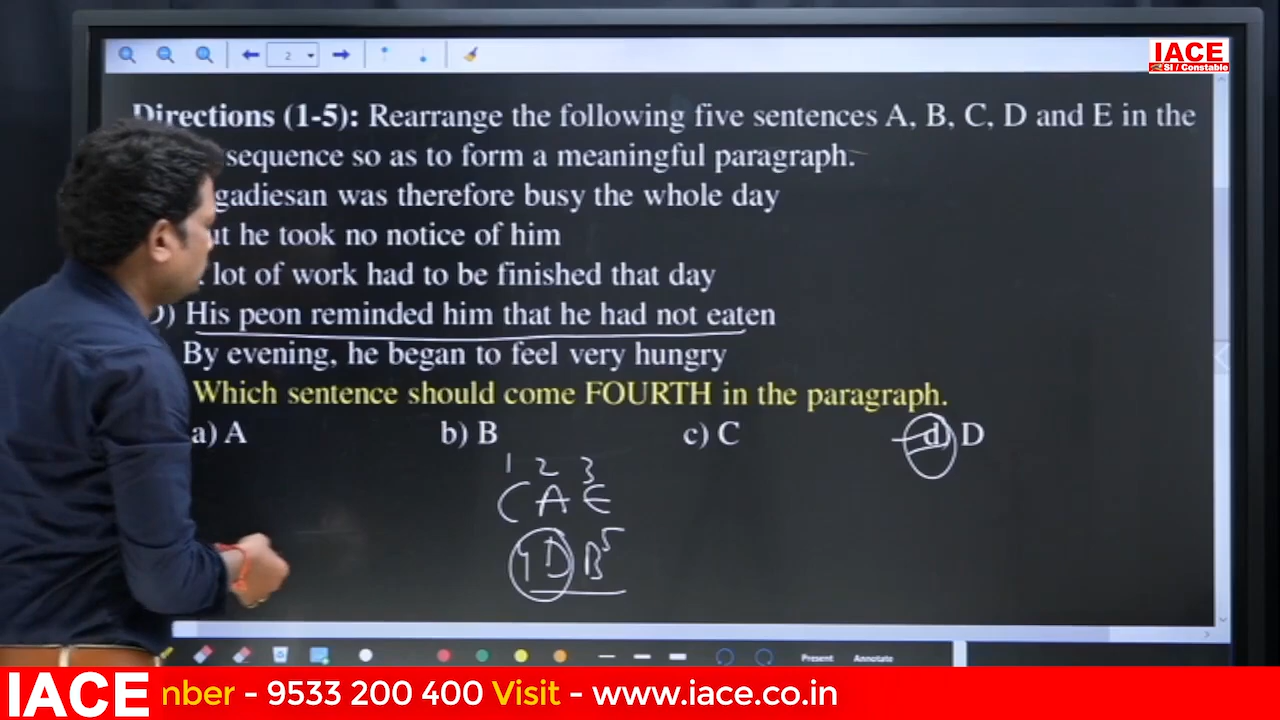 2
IACE
SI / Constable
Directions (1-5): Rearrange the following five sentences A, B, C, D and E in the
sequence so as to form a meaningful paragraph.
was therefore busy the whole day
he took no notice of him
lot of work had to be finished that day
D) His peon reminded him that he had not eaten
By evening, he began to feel very hungry
Which sentence should come FOURTH in the paragraph.
a) A b) B c) C d) D
1 2 3
C A E
D B 5
Present Annotate
IACE - 9533 200 400 Visit - www.iace.co.in